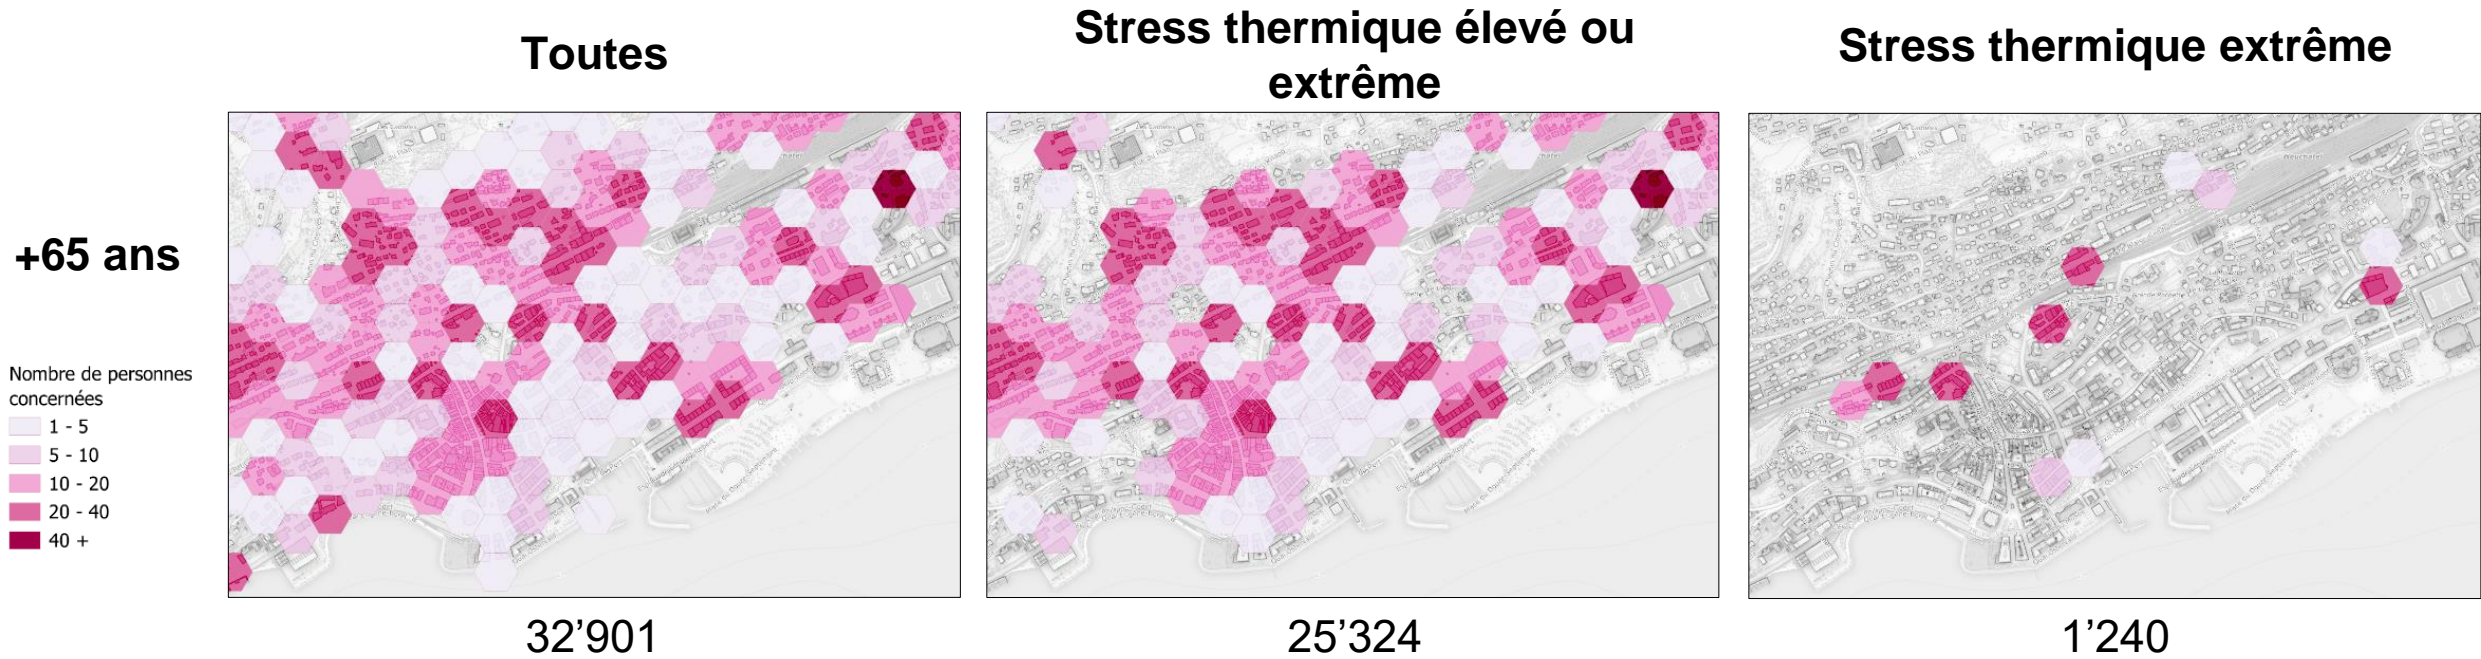 Toutes
Stress thermique élevé ou
extrême
Stress thermique extrême
+65 ans
Nombre de personnes
concernées
1 - 5
5 - 10
10 - 20
20 - 40
40 +
32’901
25’324
1’240